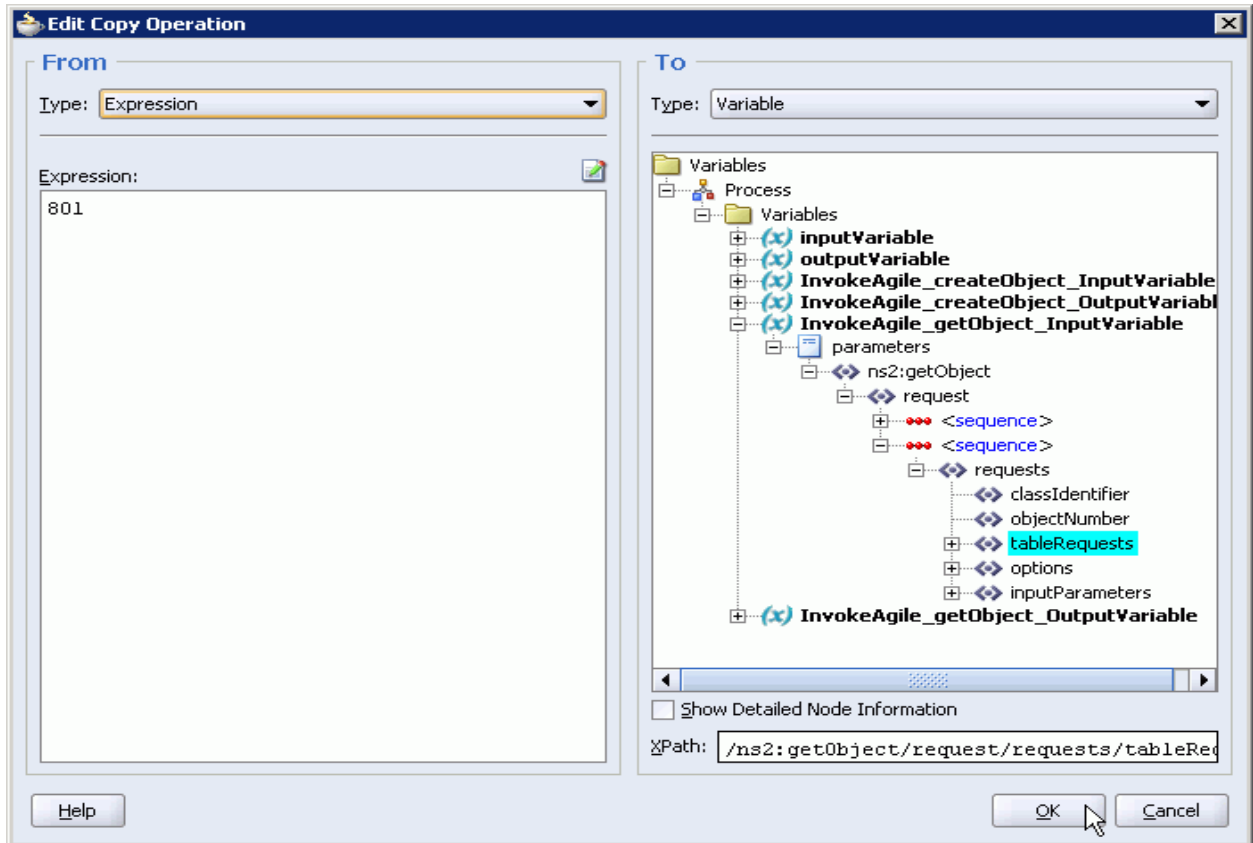 Edit Copy Operation
From
Type: Expression
Expression:
801
To
Type: Variable
Variables
Process
Variables
(x) inputVariable
(x) outputVariable
(x) InvokeAgile_createObject_InputVariable
(x) InvokeAgile_createObject_OutputVariabl
(x) InvokeAgile_getObject_InputVariable
parameters
ns2:getObject
request
<sequence>
<sequence>
requests
classIdentifier
objectNumber
tableRequests
options
inputParameters
(x) InvokeAgile_getObject_OutputVariable
Show Detailed Node Information
XPath: /ns2:getObject/request/requests/tableReq
Help
OK
Cancel